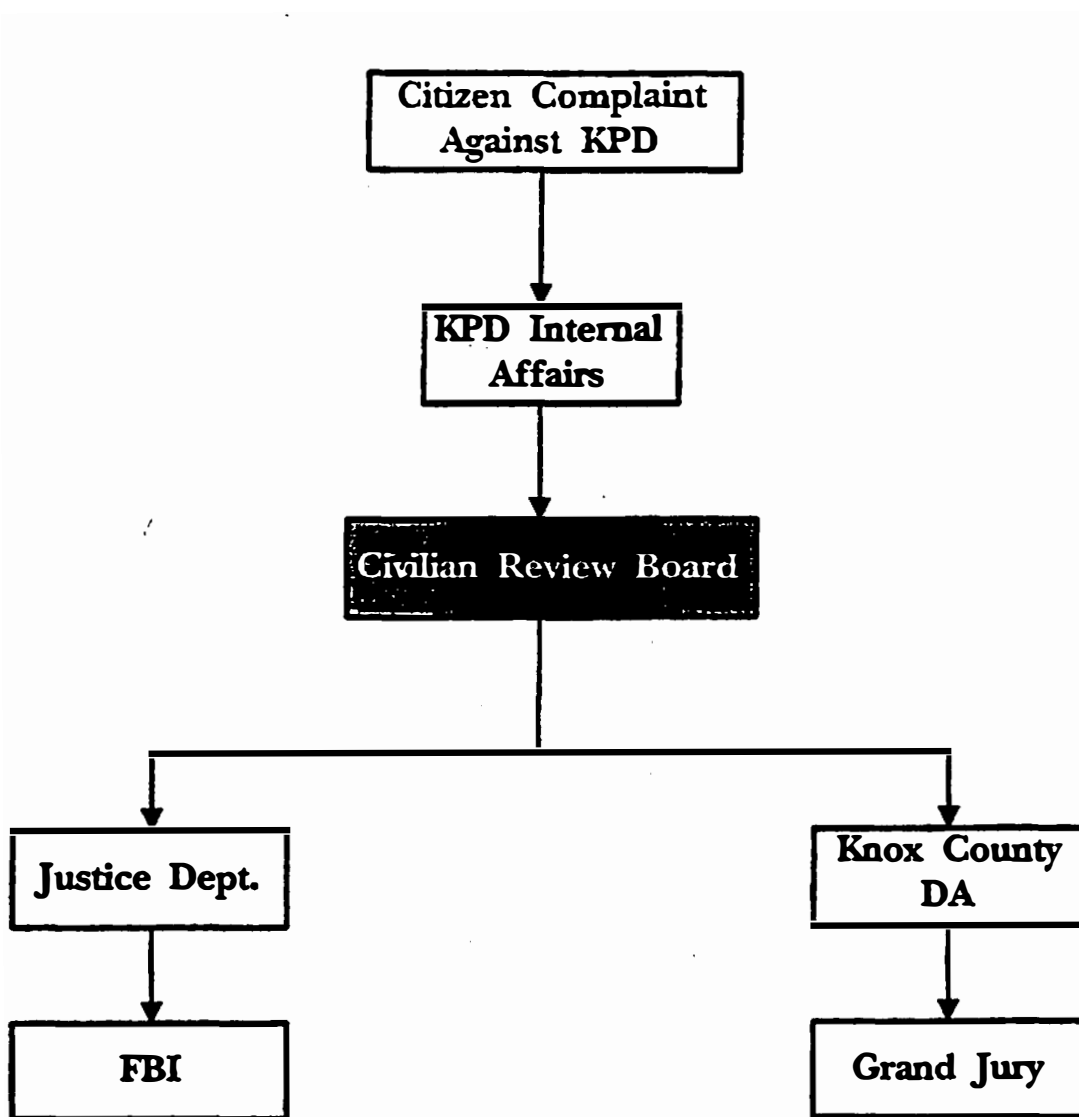 Citizen Complaint
Against KPD
KPD Internal
Affairs
Civilian Review Board
Justice Dept.
Knox County
DA
FBI
Grand Jury